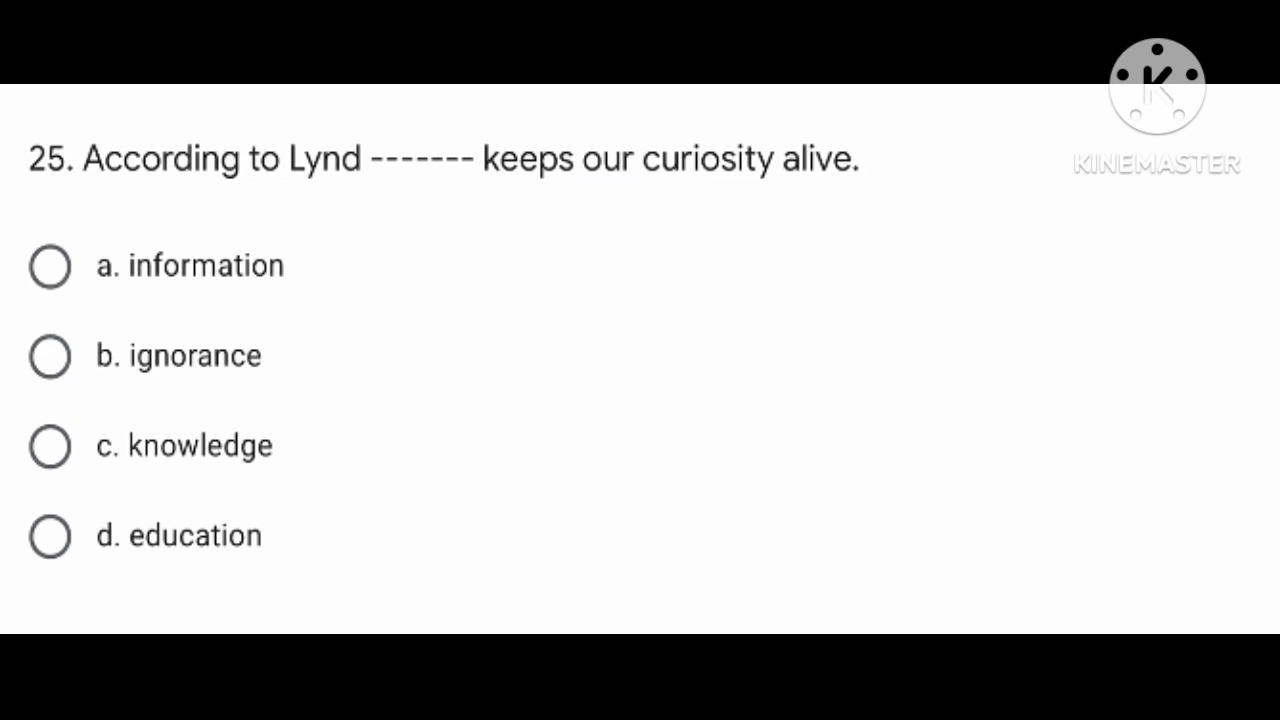 K
KINEMASTER
25. According to Lynd ------- keeps our curiosity alive.
a. information
b. ignorance
c. knowledge
d. education